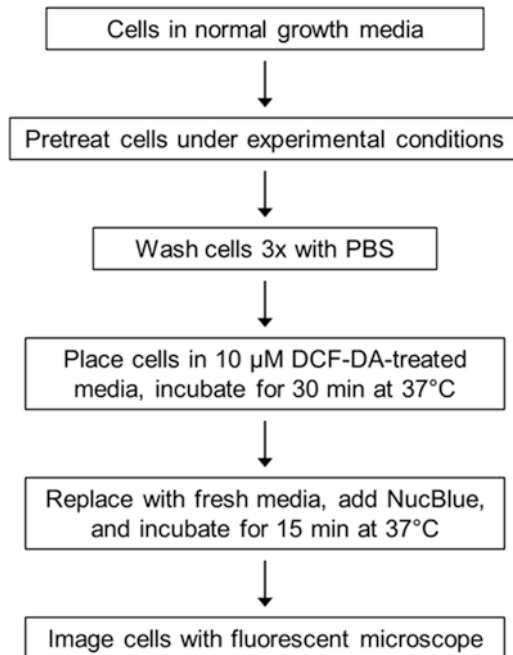 Cells in normal growth media
Pretreat cells under experimental conditions
Wash cells 3x with PBS
Place cells in 10 µM DCF-DA-treated
media, incubate for 30 min at 37°C
Replace with fresh media, add NucBlue,
and incubate for 15 min at 37°C
Image cells with fluorescent microscope